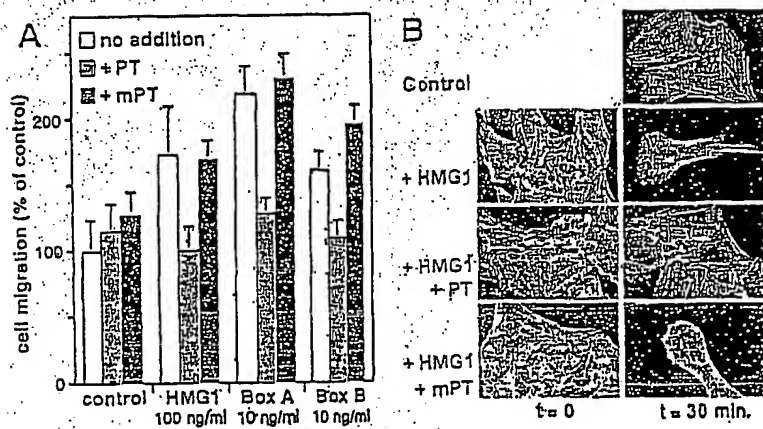 A
no addition
+ PT
+ mPT
cell migration (% of control)
200
100
0
control
HMG1
100 ng/ml
Box A
10 ng/ml
Box B
10 ng/ml
B
Control
+ HMG1
+ HMG1
+ PT
+ HMG1
+ mPT
t = 0
t = 30 min.